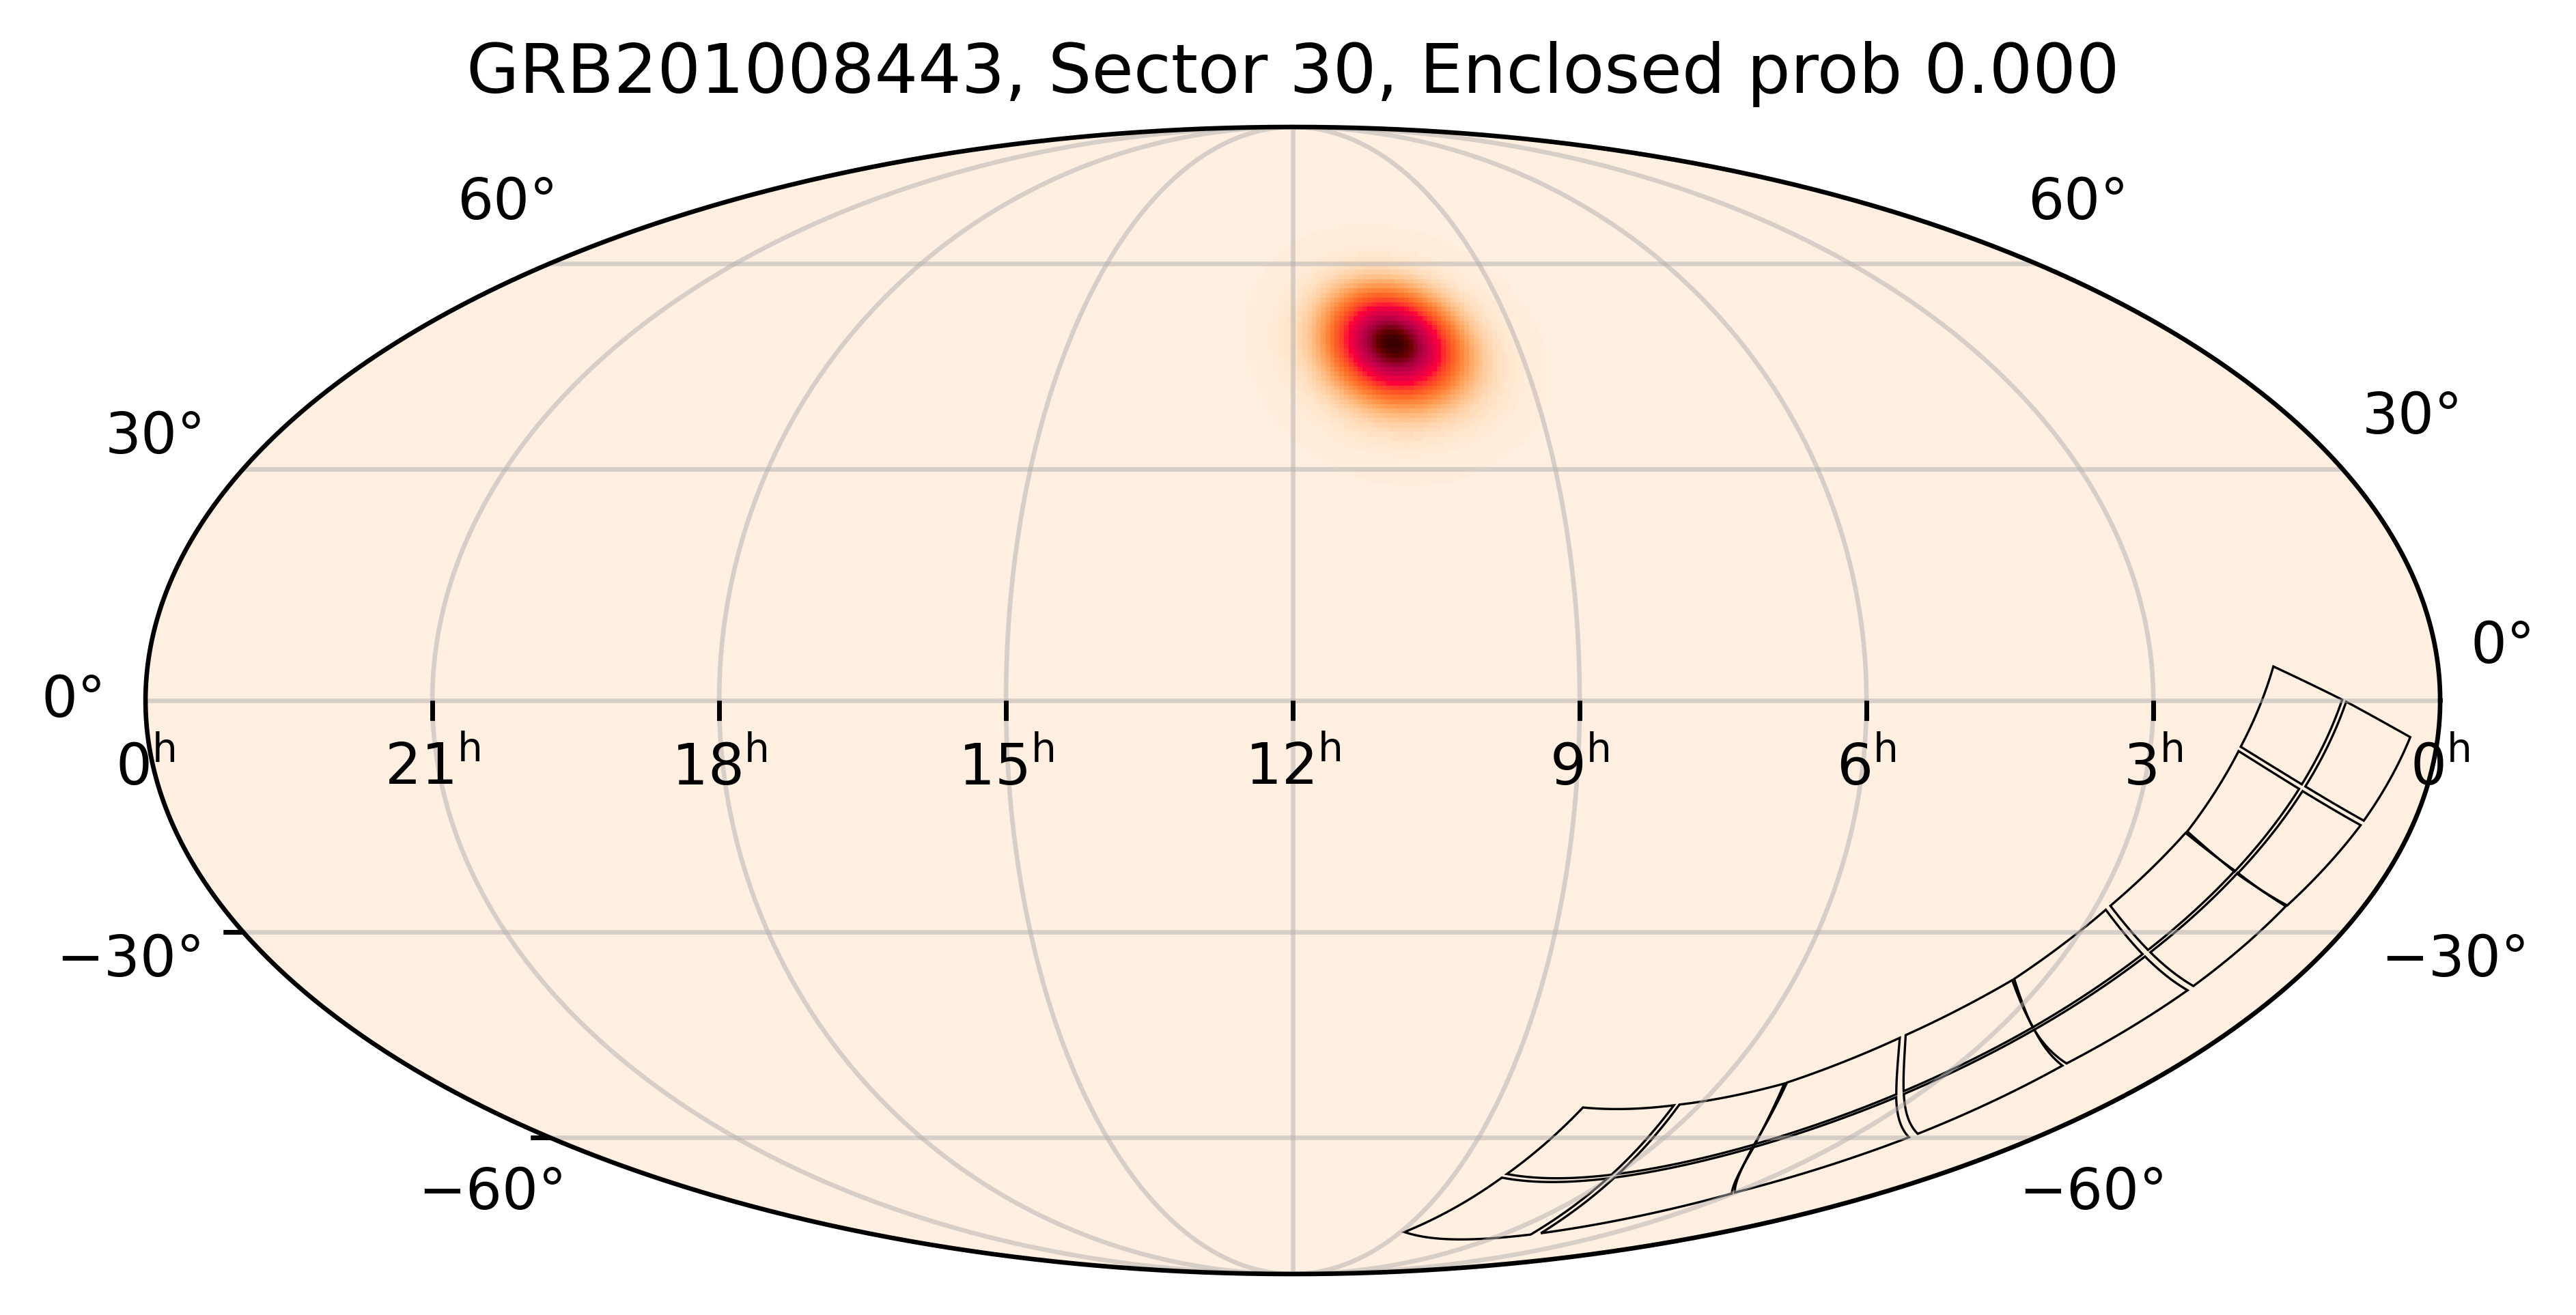 GRB201008443, Sector 30, Enclosed prob 0.000
60° 60°
30° 30°
0° 0°
0h 21h 18h 15h 12h 9h 6h 3h 0h
−30° −30°
−60° −60°